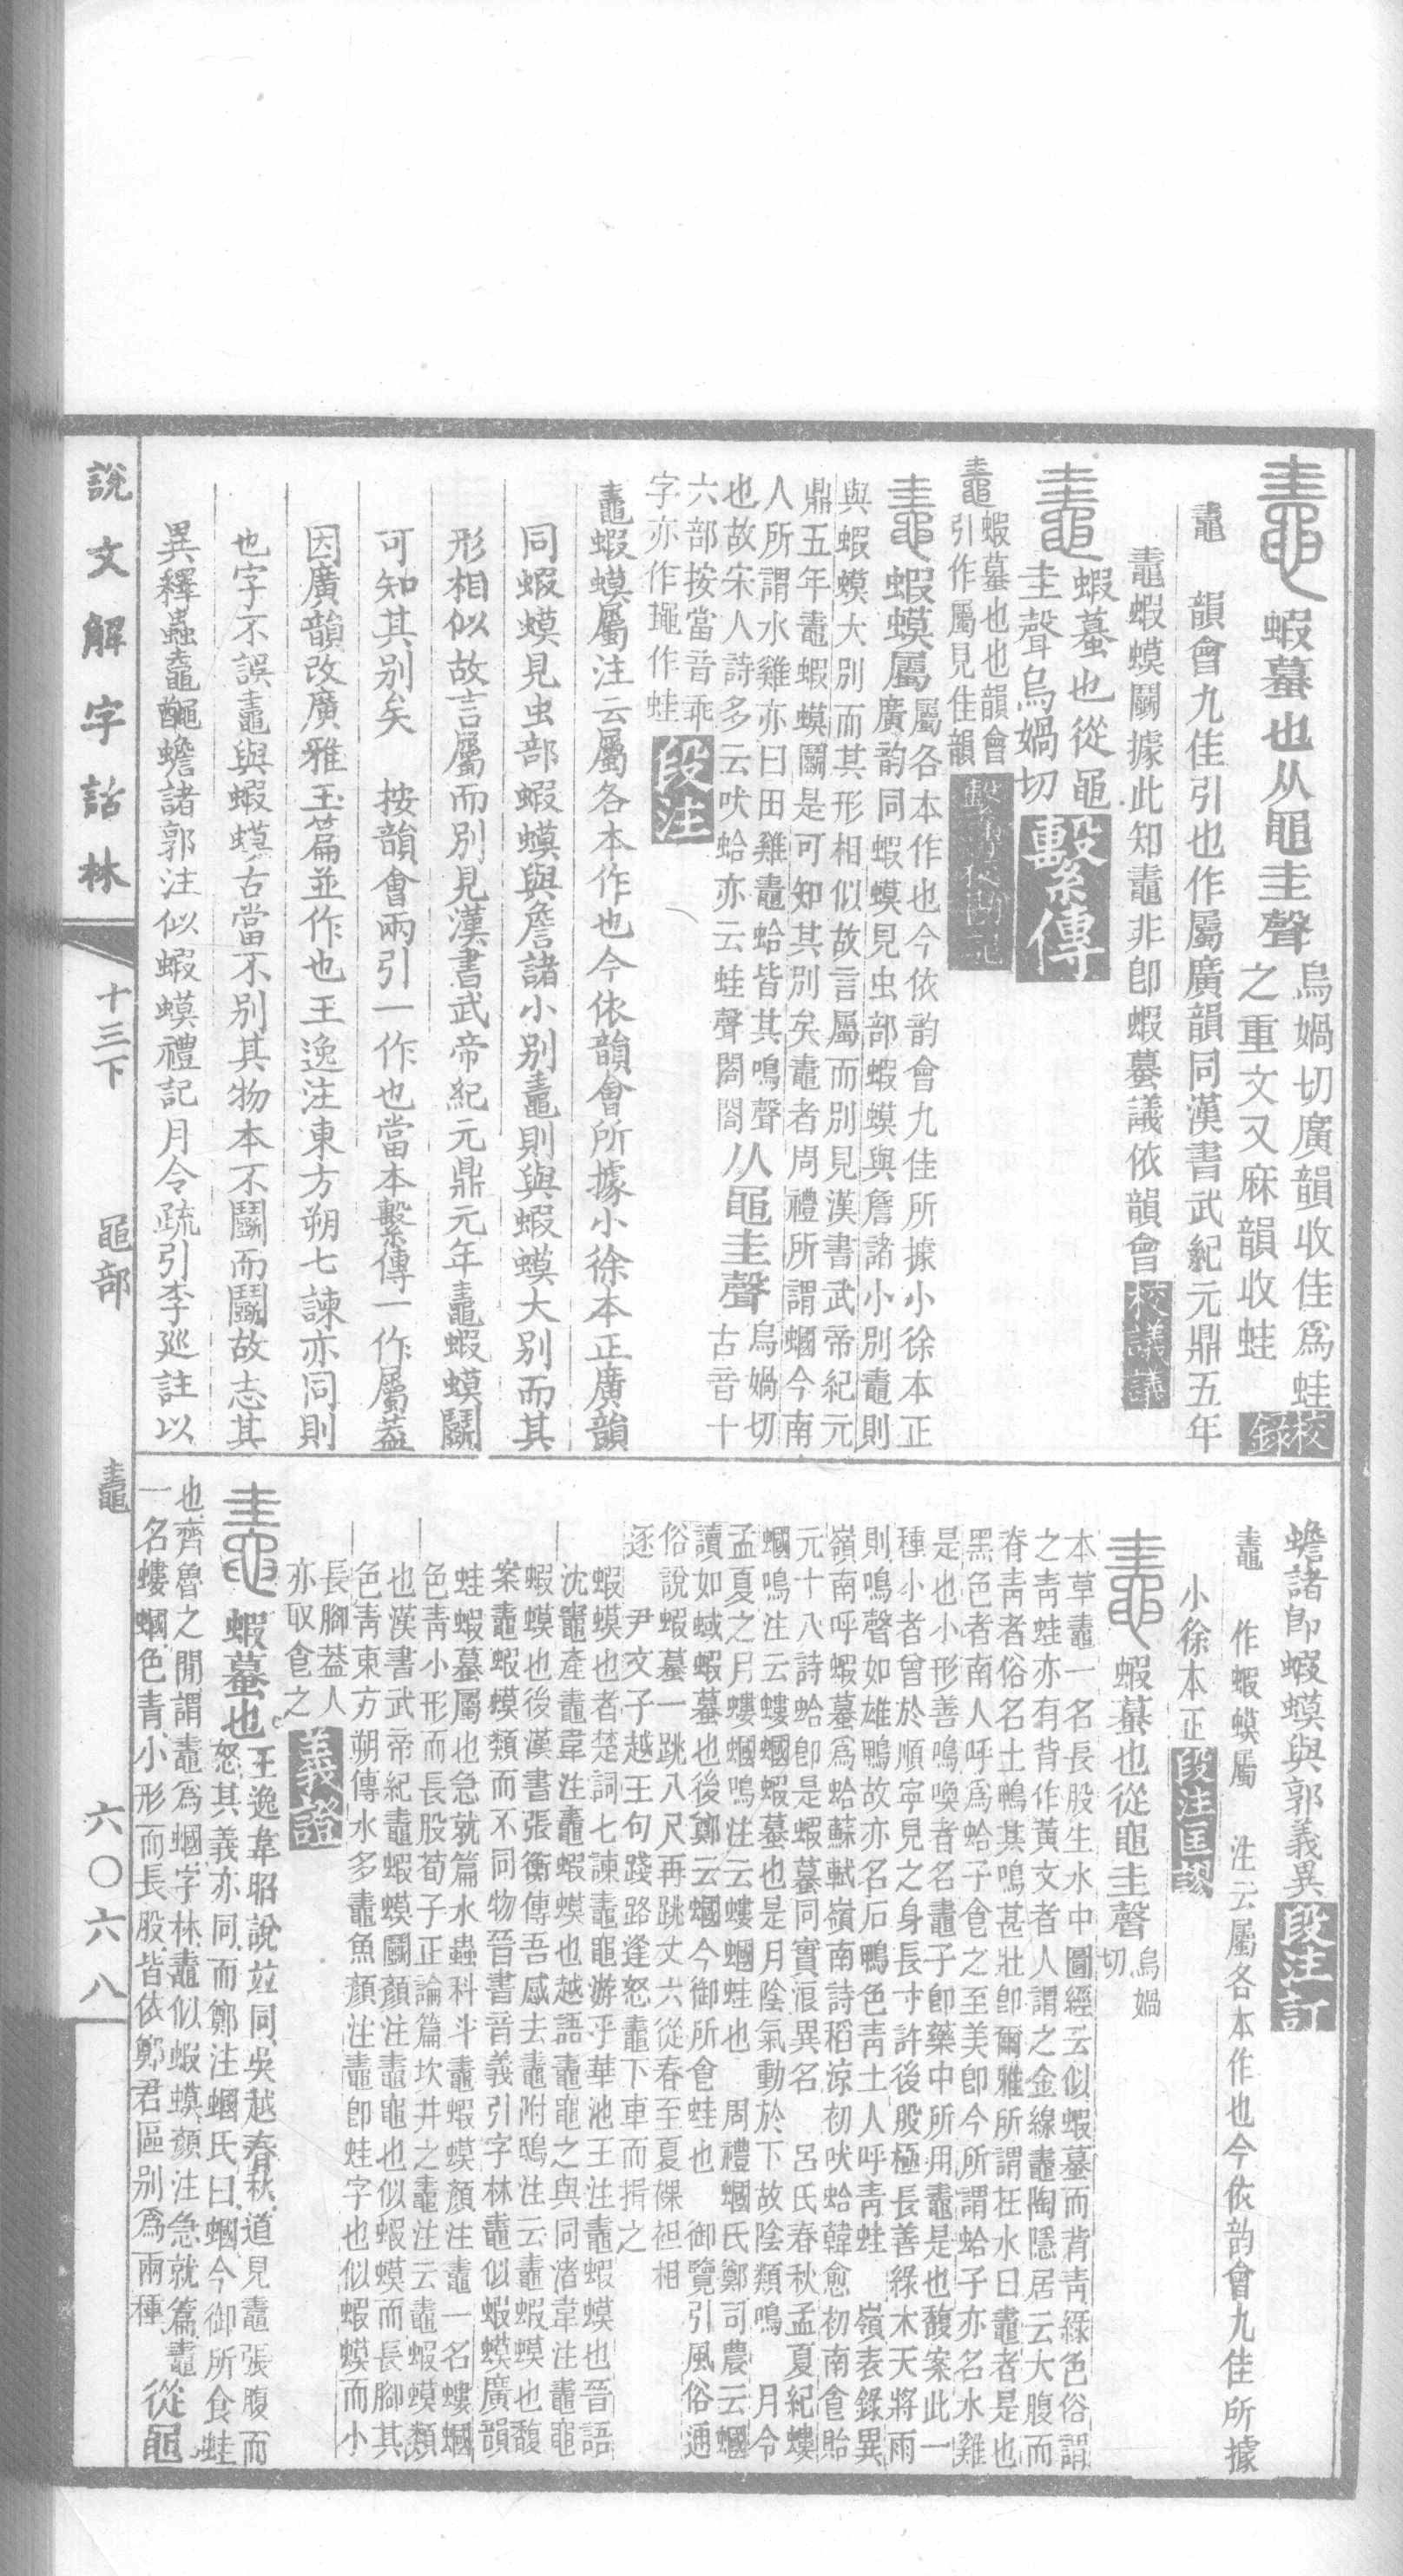 鼃 蝦蟇也从黽圭聲
烏媧切廣韻收佳爲蛙
之重文又麻韻收蛙
校錄
鼃　韻會九佳引也作屬廣韻同漢書武紀元鼎五年
鼃蝦蟆鬭據此知鼃非卽蝦蟇議依韻會
校議議
鼃 蝦蟇也從黽
圭聲烏媧切
繫傳
鼃 蝦蟇也也韻會
引作屬見佳韻
鼃 蝦蟆屬
屬各本作也今依韵會九佳所據小徐本正
廣韵同蝦蟆見虫部蝦蟆與詹諸小別鼃則
與蝦蟆大別而其形相似故言屬而別見漢書武帝紀元
鼎五年鼃蝦蟆鬭是可知其別矣鼃者周禮所謂蟈今南
人所謂水雞亦曰田雞鼃蛤皆其鳴聲
也故宋人詩多云吠蛤亦云蛙聲閤閤
从黽圭聲
烏媧切
古音十
六部按當音乖
字亦作䵷作蛙
段注
鼃蝦蟆屬注云屬各本作也今依韻會所據小徐本正廣韻
同蝦蟆見虫部蝦蟆與詹諸小别鼃則與蝦蟆大別而其
形相似故言屬而別見漢書武帝紀元鼎元年鼃蝦蟆鬭
可知其別矣　按韻會兩引一作也當本繫傳一作屬葢
因廣韻改廣雅玉篇並作也王逸注東方朔七諫亦同則
也字不誤鼃與蝦蟆古當不別其物本不鬭而鬭故志其
異釋蟲鼃䵷蟾諸郭注似蝦蟆禮記月令疏引李巡註以
蟾諸卽蝦蟆與郭義異
段注訂
鼃　作蝦蟆屬　注云屬各本作也今依韵會九佳所據
小徐本正
段注匡謬
鼃 蝦蟇也從黽圭聲
烏媧
切
本草鼃一名長股生水中圖經云似蝦蟇而背靑綠色俗謂
之靑蛙亦有背作黃文者人謂之金線鼃陶隱居云大腹而
脊靑者俗名土鴨其鳴甚壯卽爾雅所謂在水曰鼃者是也
黑色者南人呼爲蛤子食之至美卽今所謂蛤子亦名水雞
是也小形善鳴喚者名鼃子卽藥中所用鼃是也馥案此一
種小者曾於順寧見之身長寸許後股極長善緣木天將雨
則鳴聲如雄鴨故亦名石鴨色靑土人呼靑蛙　嶺表錄異
嶺南呼蝦蟇爲蛤蘇軾嶺南詩稻涼初吠蛤韓愈初南食貽
元十八詩蛤卽是蝦蟇同實浪異名　呂氏春秋孟夏紀螻
蟈鳴注云螻蟈蝦蟇也是月陰氣動於下故陰類鳴　月令
孟夏之月螻蟈鳴注云螻蟈蛙也　周禮蟈氏鄭司農云蟈
讀如蜮蝦蟇也後鄭云蟈今御所食蛙也　御覽引風俗通
俗說蝦蟇一跳八尺再跳丈六從春至夏裸袒相
逐　尹文子越王句踐路逢怒鼃下車而揖之
蝦蟆也者楚詞七諫鼃黽游乎華池王注鼃蝦蟆也晉語
沈竈產鼃韋注鼃蝦蟆也越語鼃黽之與同渚韋注鼃黽
蝦蟆也後漢書張衡傳吾感去鼃附鴟注云鼃蝦蟆也馥
案鼃蝦蟆類而不同物晉書音義引字林鼃似蝦蟆廣韻
蛙蝦蟇屬也急就篇水蟲科斗鼃蝦蟆顏注鼃一名螻蟈
色靑小形而長股荀子正論篇坎井之鼃注云鼃蝦蟆類
也漢書武帝紀鼃蝦蟆鬭顏注鼃黽也似蝦蟆而長腳其
色靑東方朔傳水多鼃魚顏注鼃卽蛙字也似蝦蟆而小
長腳葢人
亦取食之
義證
鼃 蝦蟇也
王逸韋昭說竝同吳越春秋道見鼃張腹而
怒其義亦同而鄭注蟈氏曰蟈今御所食蛙
也齊魯之閒謂鼃爲蟈字林鼃似蝦蟆顏注急就篇鼃
一名螻蟈色青小形而長股皆依鄭君區别爲兩種
從黽
說文解字詁林
十三下　黽部　鼃　六〇六八